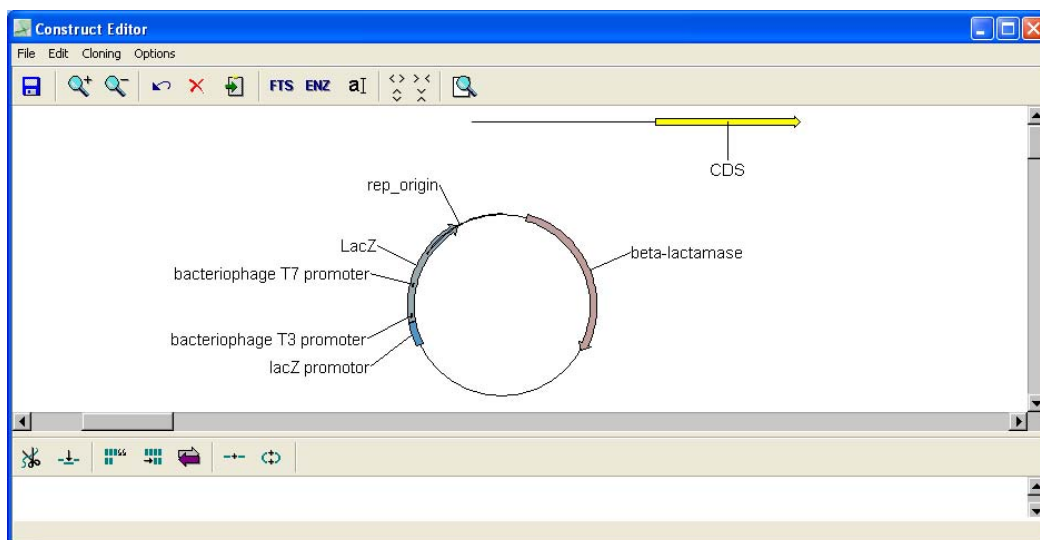 Construct Editor
File Edit Cloning Options
FTS ENZ aI
CDS
rep_origin
LacZ
beta-lactamase
bacteriophage T7 promoter
bacteriophage T3 promoter
lacZ promotor